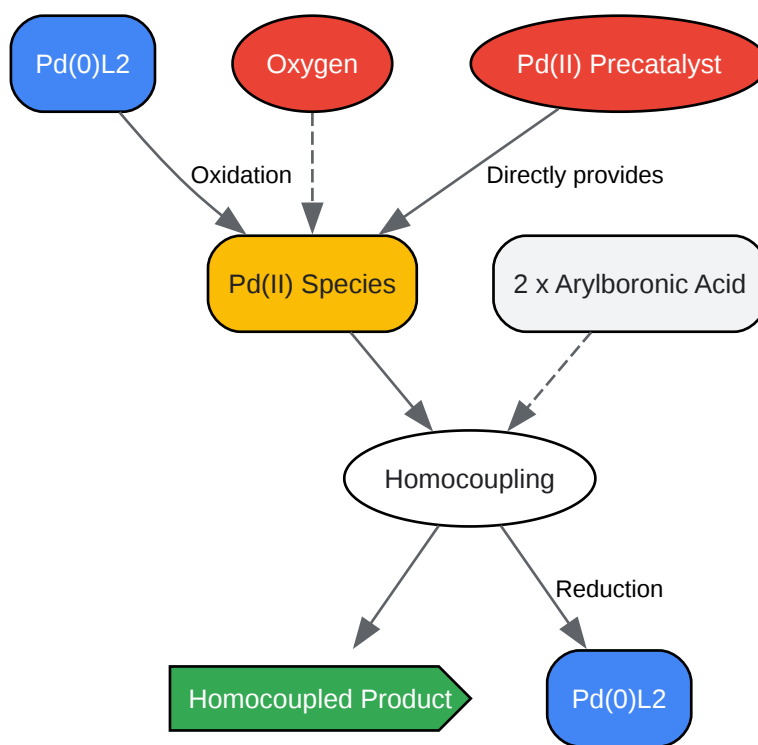 Pd(0)L2
Oxygen
Pd(II) Precatalyst
Oxidation
Directly provides
Pd(II) Species
2 x Arylboronic Acid
Homocoupling
Reduction
Homocoupled Product
Pd(0)L2